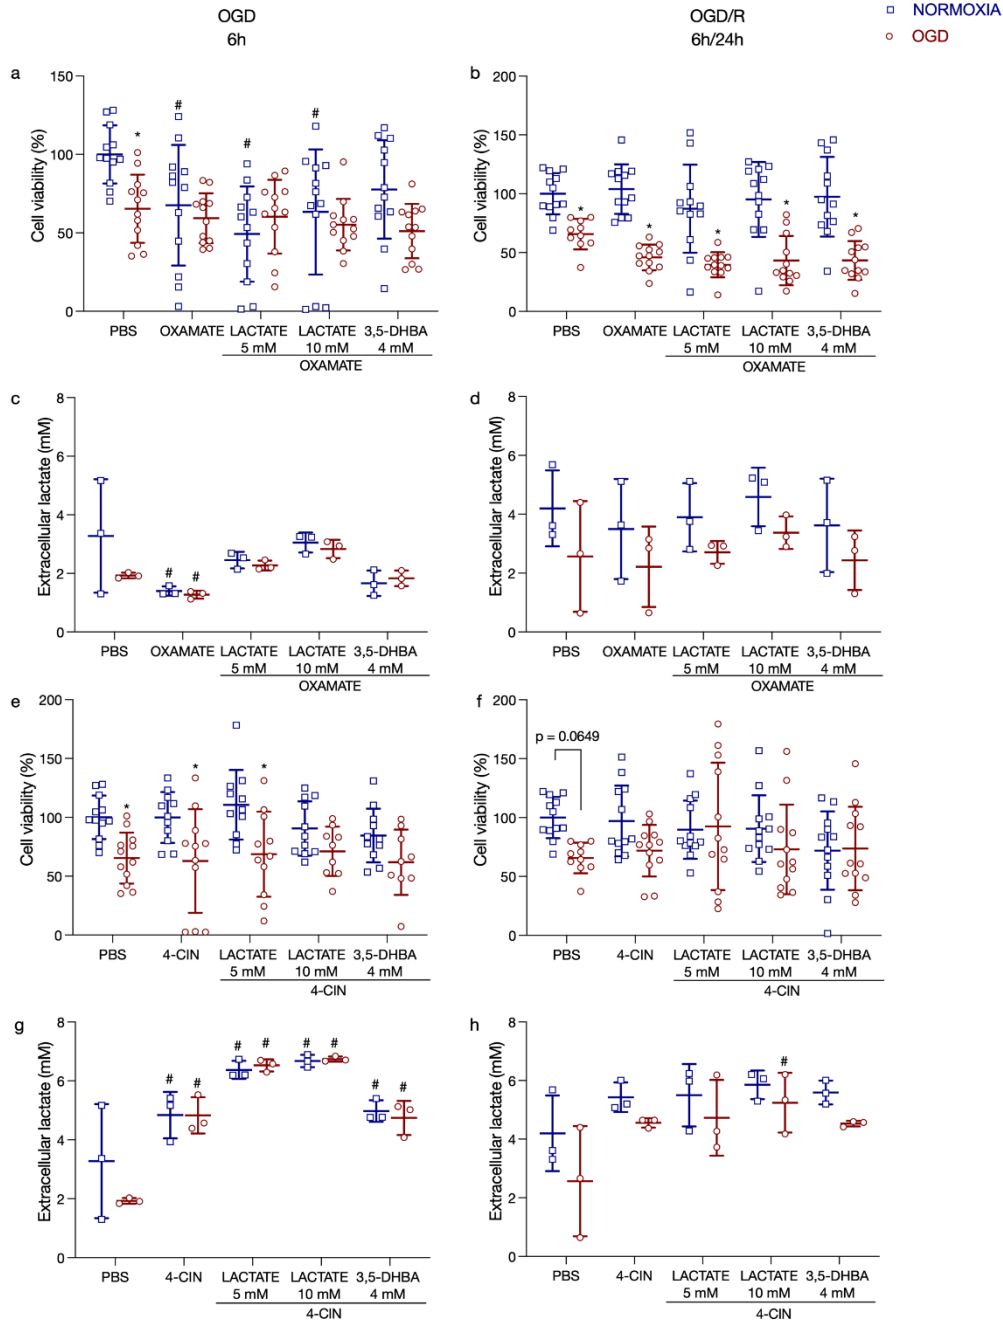 OGD
6h
OGD/R
6h/24h
NORMOXIA
OGD
a
Cell viability (%)
150
100
50
0
#
*
#
#
PBS
OXAMATE
LACTATE
5 mM
LACTATE
10 mM
3,5-DHBA
4 mM
OXAMATE
b
Cell viability (%)
200
150
100
50
0
*
*
*
*
*
PBS
OXAMATE
LACTATE
5 mM
LACTATE
10 mM
3,5-DHBA
4 mM
OXAMATE
c
Extracellular lactate (mM)
8
6
4
2
0
#
#
PBS
OXAMATE
LACTATE
5 mM
LACTATE
10 mM
3,5-DHBA
4 mM
OXAMATE
d
Extracellular lactate (mM)
8
6
4
2
0
PBS
OXAMATE
LACTATE
5 mM
LACTATE
10 mM
3,5-DHBA
4 mM
OXAMATE
e
Cell viability (%)
200
150
100
50
0
*
*
*
PBS
4-CIN
LACTATE
5 mM
LACTATE
10 mM
3,5-DHBA
4 mM
4-CIN
f
Cell viability (%)
200
150
100
50
0
p = 0.0649
PBS
4-CIN
LACTATE
5 mM
LACTATE
10 mM
3,5-DHBA
4 mM
4-CIN
g
Extracellular lactate (mM)
8
6
4
2
0
#
#
#
#
#
#
#
#
PBS
4-CIN
LACTATE
5 mM
LACTATE
10 mM
3,5-DHBA
4 mM
4-CIN
h
Extracellular lactate (mM)
8
6
4
2
0
#
PBS
4-CIN
LACTATE
5 mM
LACTATE
10 mM
3,5-DHBA
4 mM
4-CIN